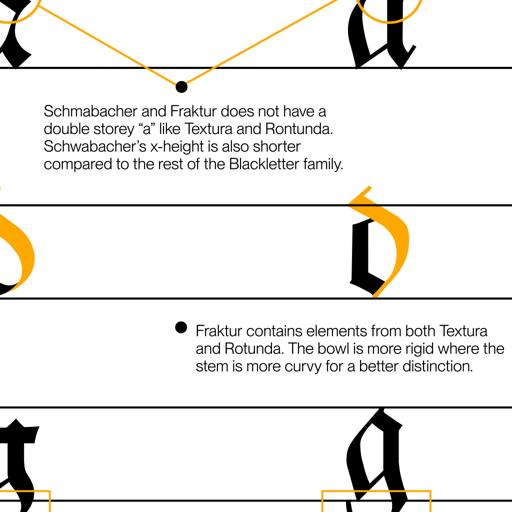 a
Schmabacher and Fraktur does not have a
double storey “a” like Textura and Rontunda.
Schwabacher’s x-height is also shorter
compared to the rest of the Blackletter family.
d
Fraktur contains elements from both Textura
and Rotunda. The bowl is more rigid where the
stem is more curvy for a better distinction.
g